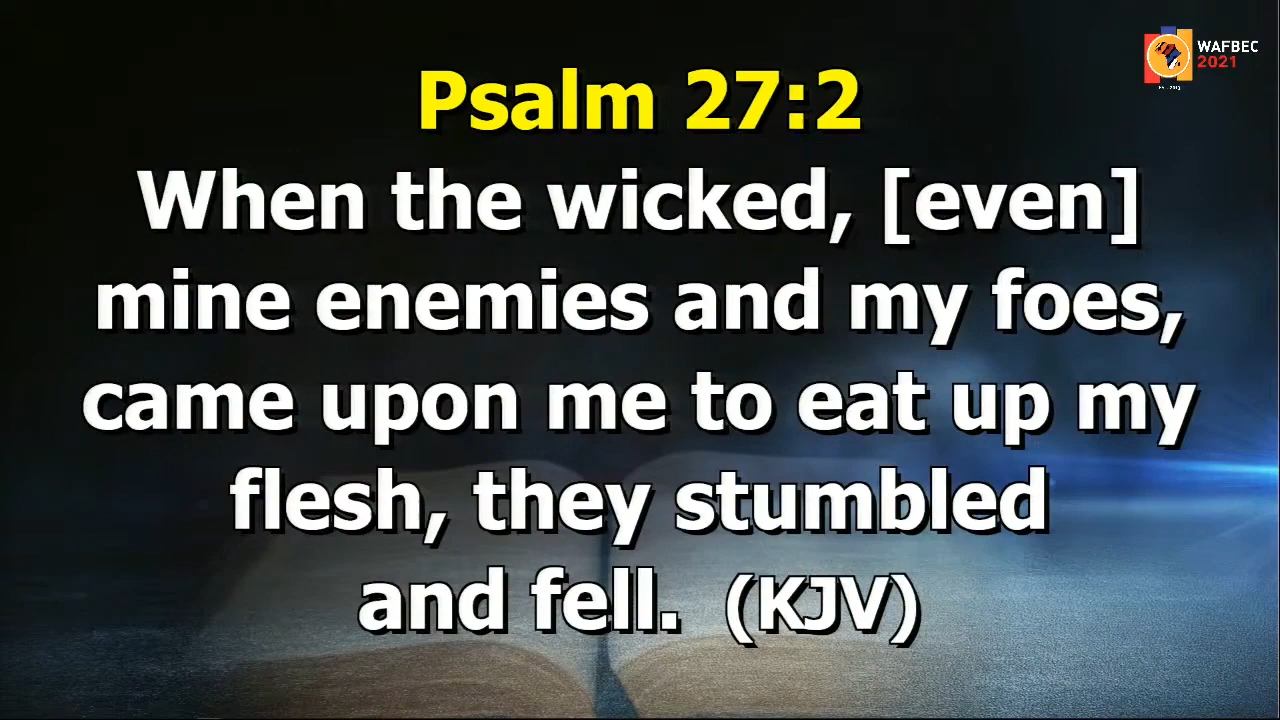 WAFBEC
2021
Psalm 27:2
When the wicked, [even]
mine enemies and my foes,
came upon me to eat up my
flesh, they stumbled
and fell. (KJV)